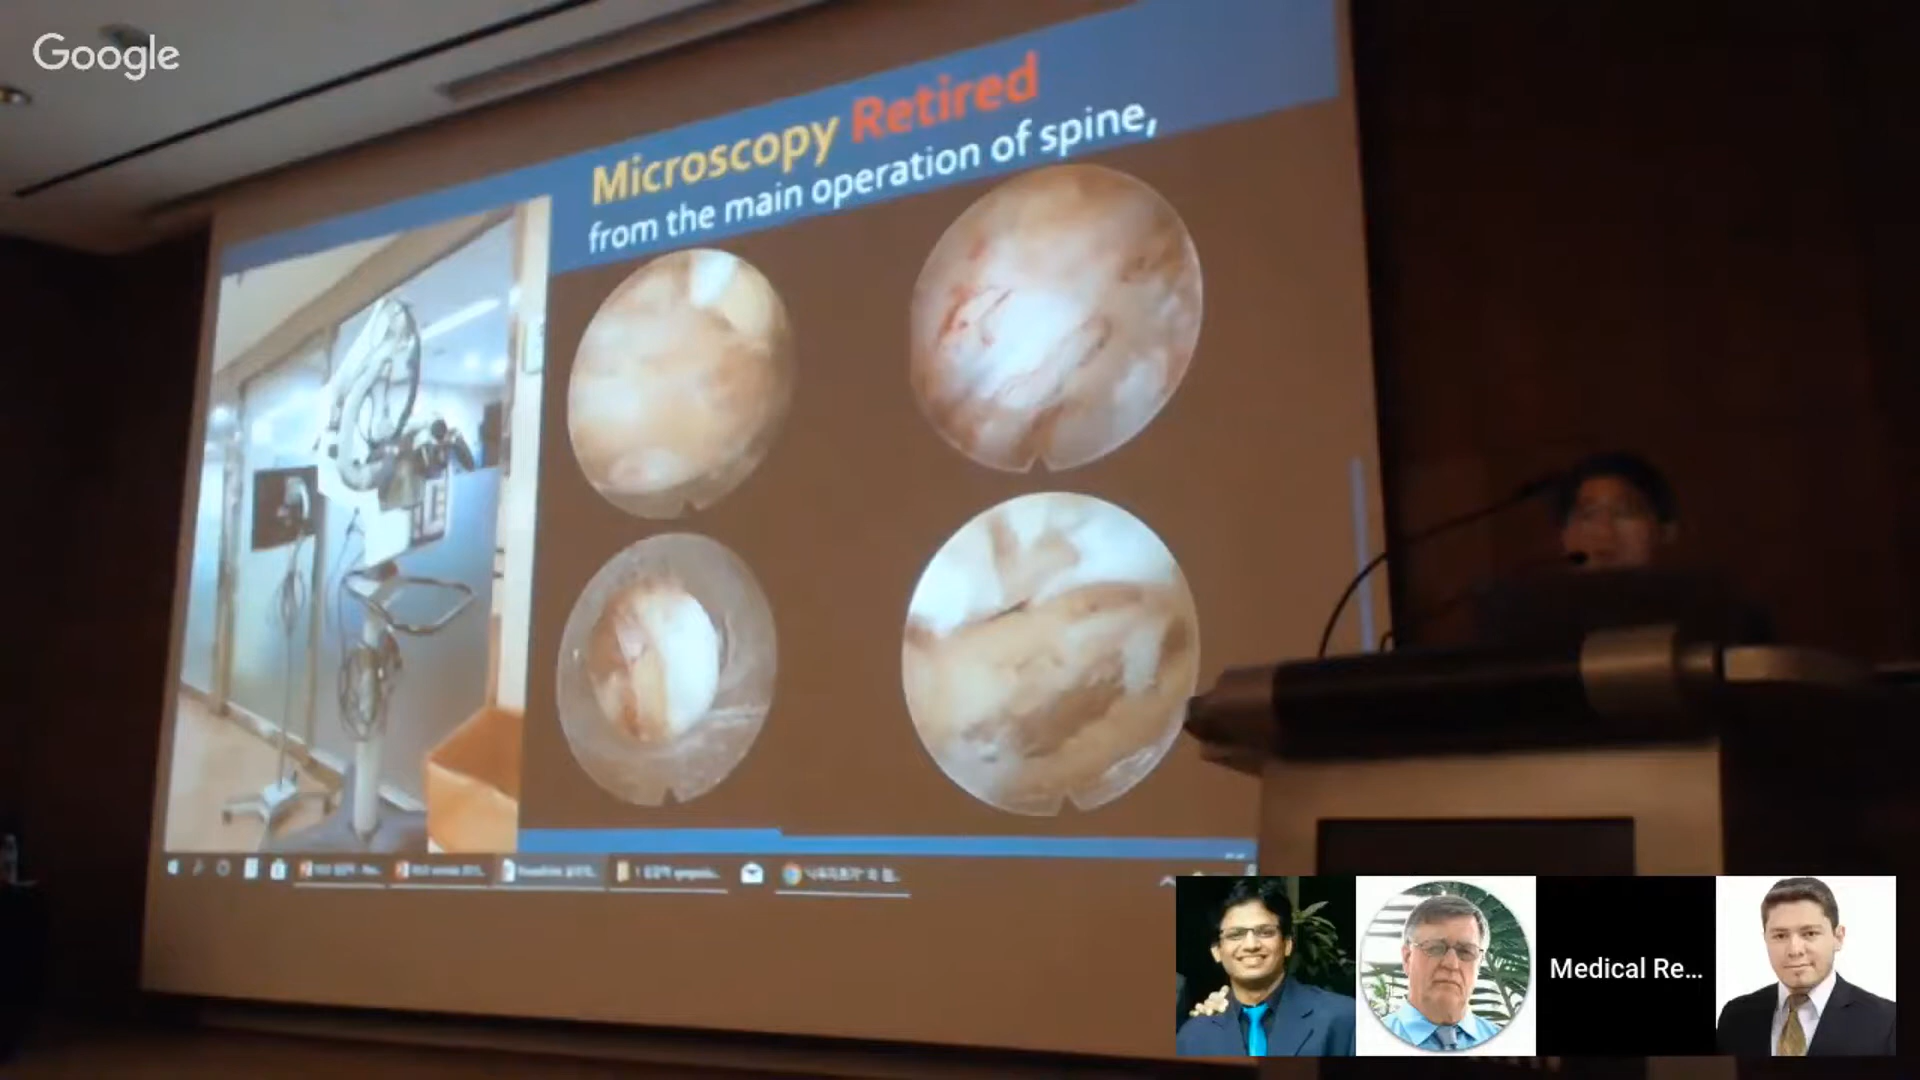 Google
Microscopy Retired
from the main operation of spine,
Medical Re...